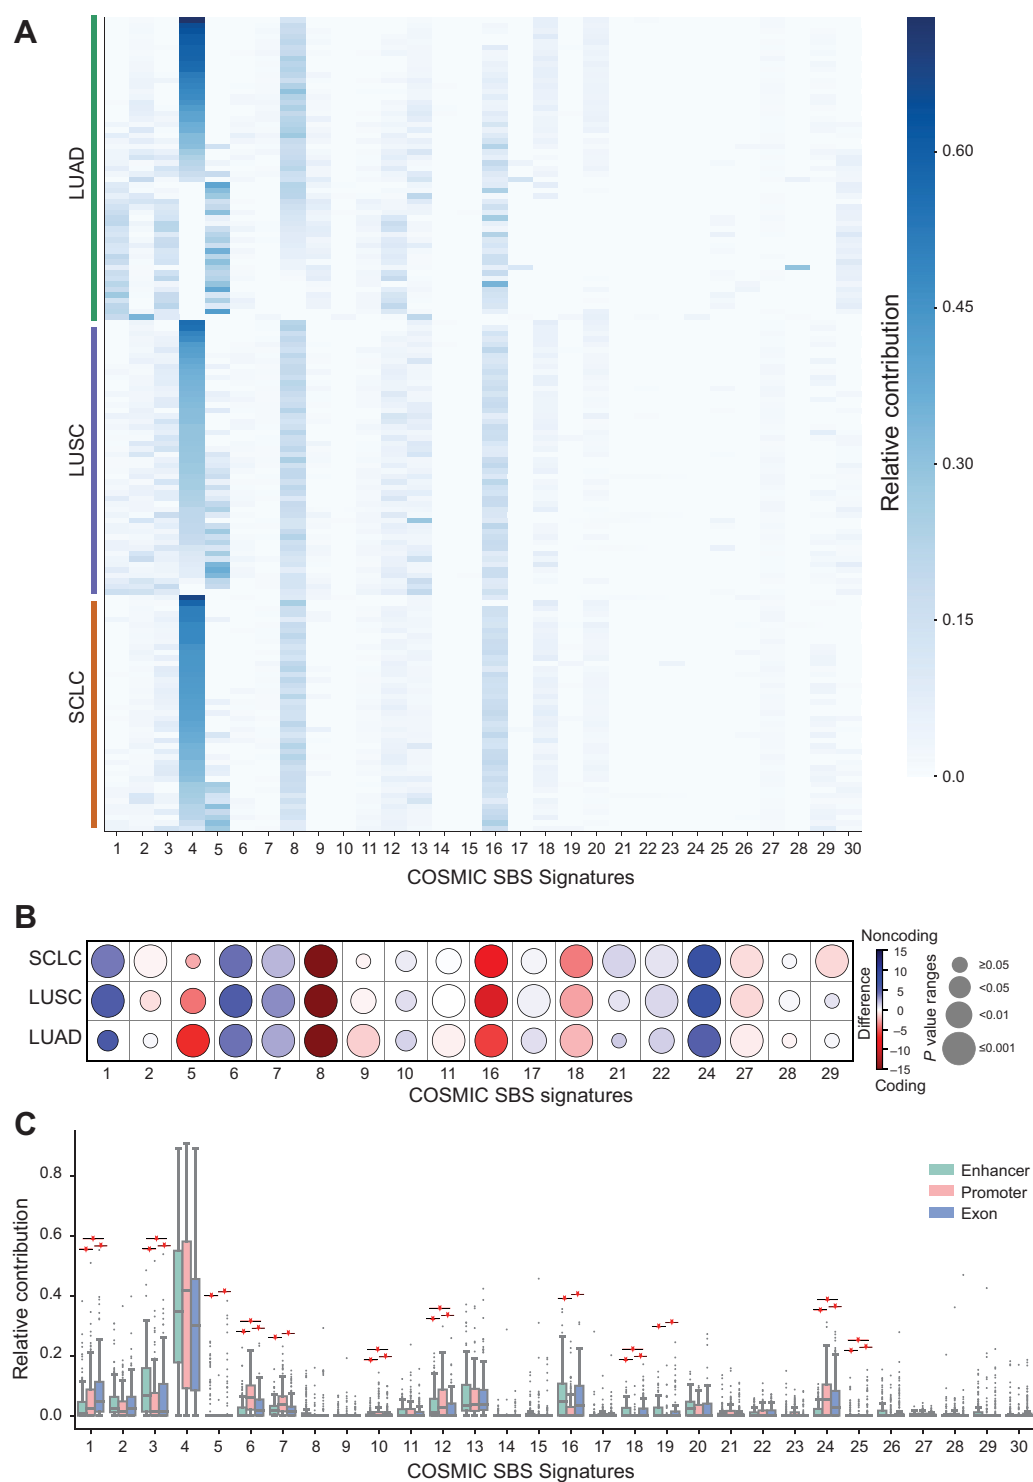 A
LUAD
LUSC
SCLC
1 2 3 4 5 6 7 8 9 10 11 12 13 14 15 16 17 18 19 20 21 22 23 24 25 26 27 28 29 30
COSMIC SBS Signatures
Relative contribution
0.60
0.45
0.30
0.15
0.0
B
SCLC
LUSC
LUAD
1 2 5 6 7 8 9 10 11 16 17 18 21 22 24 27 28 29
COSMIC SBS signatures
Noncoding
15
10
5
0
−5
−10
−15
Coding
Difference
P value ranges
≥0.05
<0.05
<0.01
≤0.001
C
Relative contribution
0.8
0.6
0.4
0.2
0.0
Enhancer
Promoter
Exon
1 2 3 4 5 6 7 8 9 10 11 12 13 14 15 16 17 18 19 20 21 22 23 24 25 26 27 28 29 30
COSMIC SBS Signatures